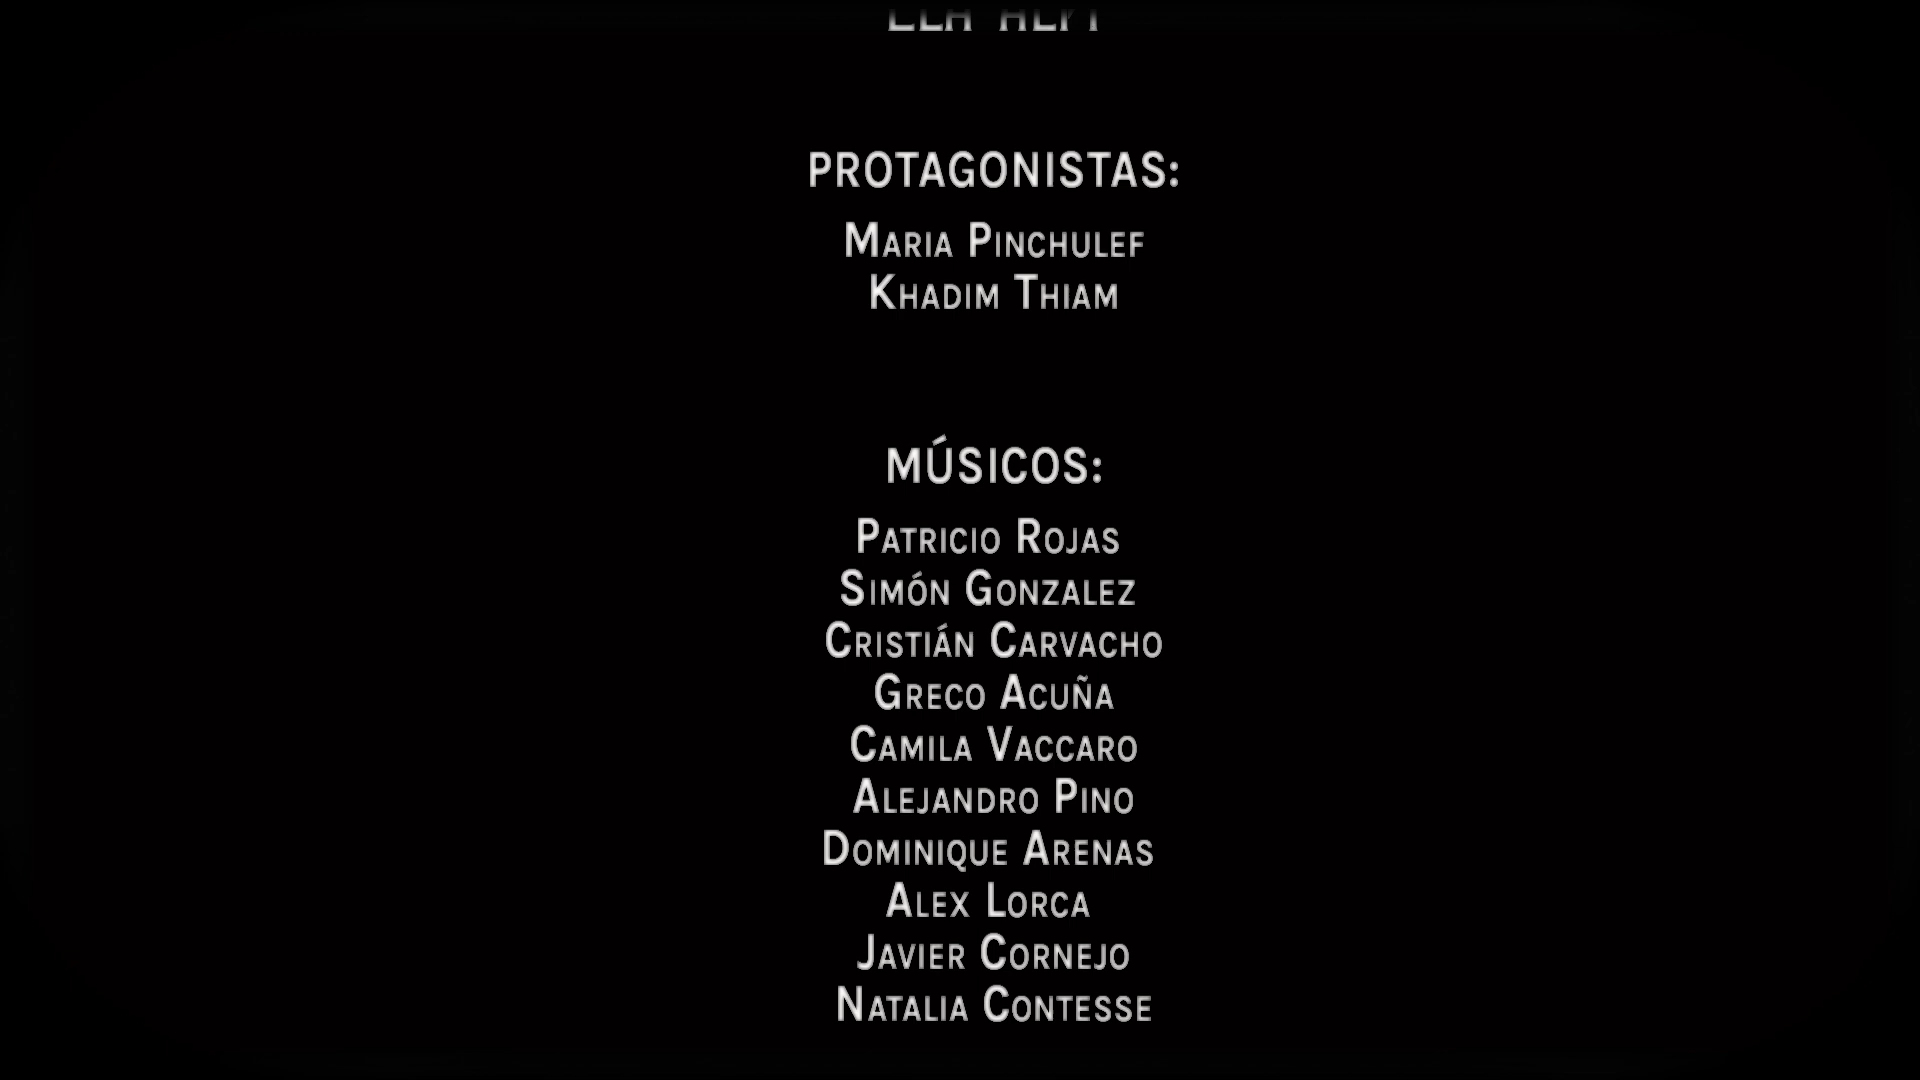 PROTAGONISTAS:
MARIA PINCHULEF
KHADIM THIAM
MÚSICOS:
PATRICIO ROJAS
SIMÓN GONZALEZ
CRISTIÁN CARVACHO
GRECO ACUÑA
CAMILA VACCARO
ALEJANDRO PINO
DOMINIQUE ARENAS
ALEX LORCA
JAVIER CORNEJO
NATALIA CONTESSE